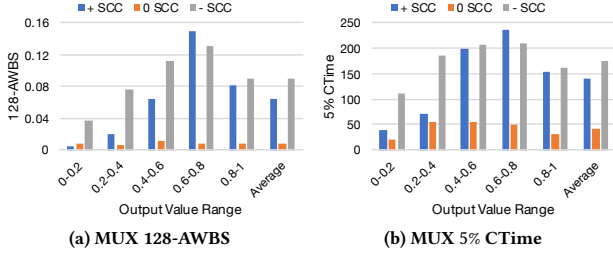 + SCC 0 SCC - SCC
0.16
0.12
0.08
0.04
0
128-AWBS
0-0.2 0.2-0.4 0.4-0.6 0.6-0.8 0.8-1 Average
Output Value Range
(a) MUX 128-AWBS
+ SCC 0 SCC - SCC
250
200
150
100
50
0
5% CTime
0-0.2 0.2-0.4 0.4-0.6 0.6-0.8 0.8-1 Average
Output Value Range
(b) MUX 5% CTime